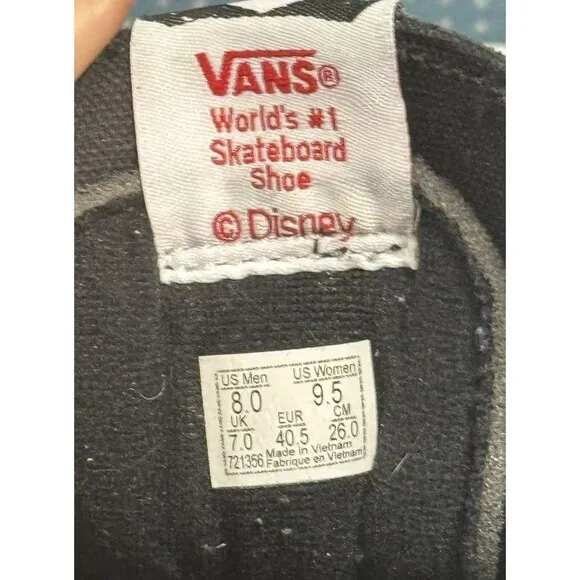 VANS®
World's #1
Skateboard
Shoe
© Disney
US Men US Women
8.0 9.5
UK EUR CM
7.0 40.5 26.0
721356 Made in Vietnam
Fabrique en Vietnam